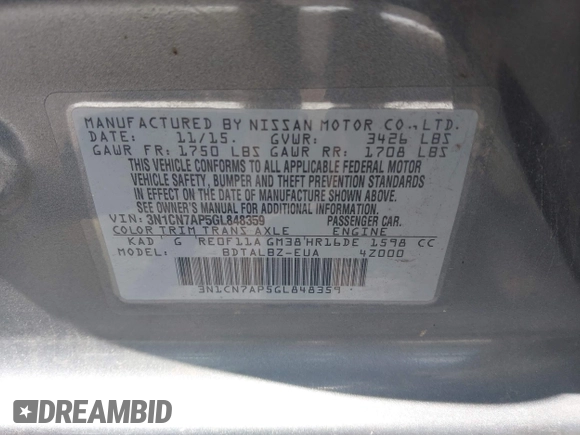 MANUFACTURED BY NISSAN MOTOR CO.,LTD.
DATE: 11/15 GVWR: 3426 LBS
GAWR FR: 1750 LBS GAWR RR: 1708 LBS
THIS VEHICLE CONFORMS TO ALL APPLICABLE FEDERAL MOTOR
VEHICLE SAFETY, BUMPER AND THEFT PREVENTION STANDARDS
IN EFFECT ON THE DATE OF MANUFACTURE SHOWN ABOVE.
SEE OWNER'S MANUAL FOR ADDITIONAL INFORMATION.
VIN: 3N1CN7AP5GL848359 PASSENGER CAR.
COLOR TRIM TRANS AXLE ENGINE
KAD G RE0F11A GM38 HR16DE 1598 CC
MODEL: BDTALBZ-EUA 4Z000
3N1CN7AP5GL848359
DREAMBID